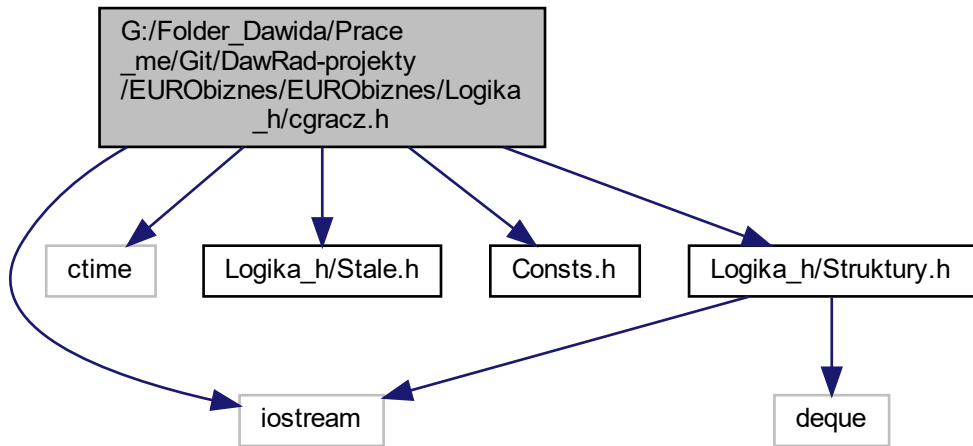 G:/Folder_Dawida/Prace
_me/Git/DawRad-projekty
/EURObiznes/EURObiznes/Logika
_h/cgracz.h
ctime
Logika_h/Stale.h
Consts.h
Logika_h/Struktury.h
iostream
deque